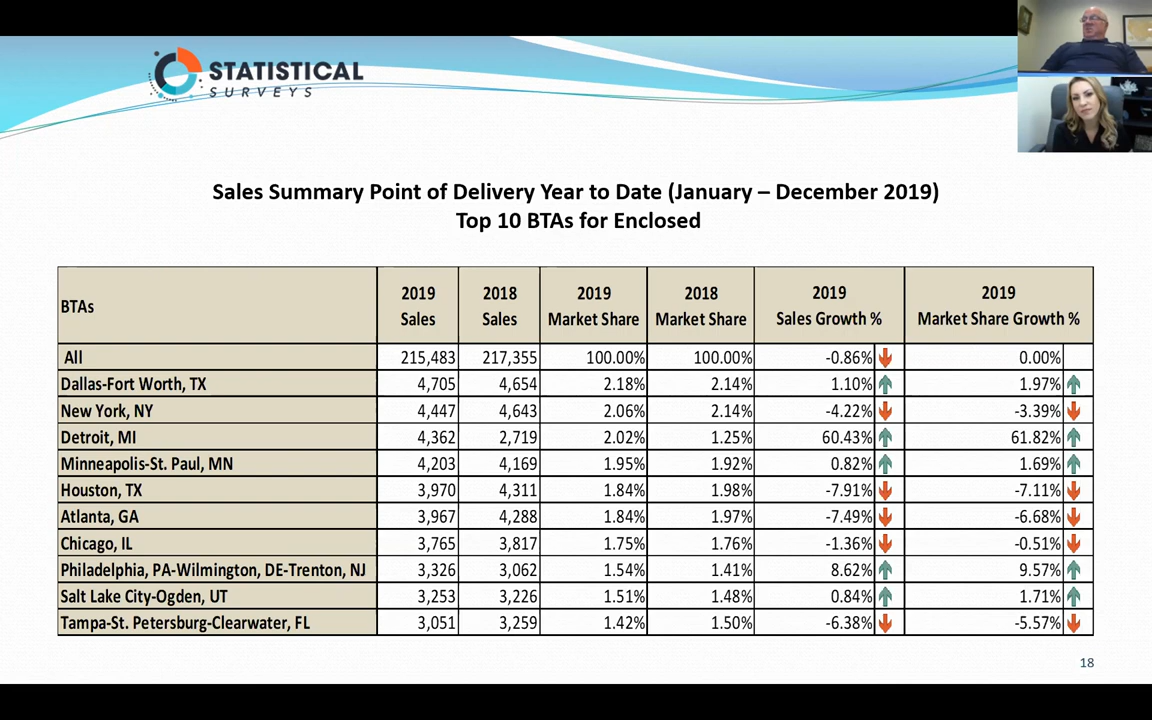 STATISTICAL
SURVEYS
Sales Summary Point of Delivery Year to Date (January – December 2019)
Top 10 BTAs for Enclosed
BTAs 2019 Sales 2018 Sales 2019 Market Share 2018 Market Share 2019 Sales Growth % 2019 Market Share Growth %
All 215,483 217,355 100.00% 100.00% -0.86% 0.00%
Dallas-Fort Worth, TX 4,705 4,654 2.18% 2.14% 1.10% 1.97%
New York, NY 4,447 4,643 2.06% 2.14% -4.22% -3.39%
Detroit, MI 4,362 2,719 2.02% 1.25% 60.43% 61.82%
Minneapolis-St. Paul, MN 4,203 4,169 1.95% 1.92% 0.82% 1.69%
Houston, TX 3,970 4,311 1.84% 1.98% -7.91% -7.11%
Atlanta, GA 3,967 4,288 1.84% 1.97% -7.49% -6.68%
Chicago, IL 3,765 3,817 1.75% 1.76% -1.36% -0.51%
Philadelphia, PA-Wilmington, DE-Trenton, NJ 3,326 3,062 1.54% 1.41% 8.62% 9.57%
Salt Lake City-Ogden, UT 3,253 3,226 1.51% 1.48% 0.84% 1.71%
Tampa-St. Petersburg-Clearwater, FL 3,051 3,259 1.42% 1.50% -6.38% -5.57%
18